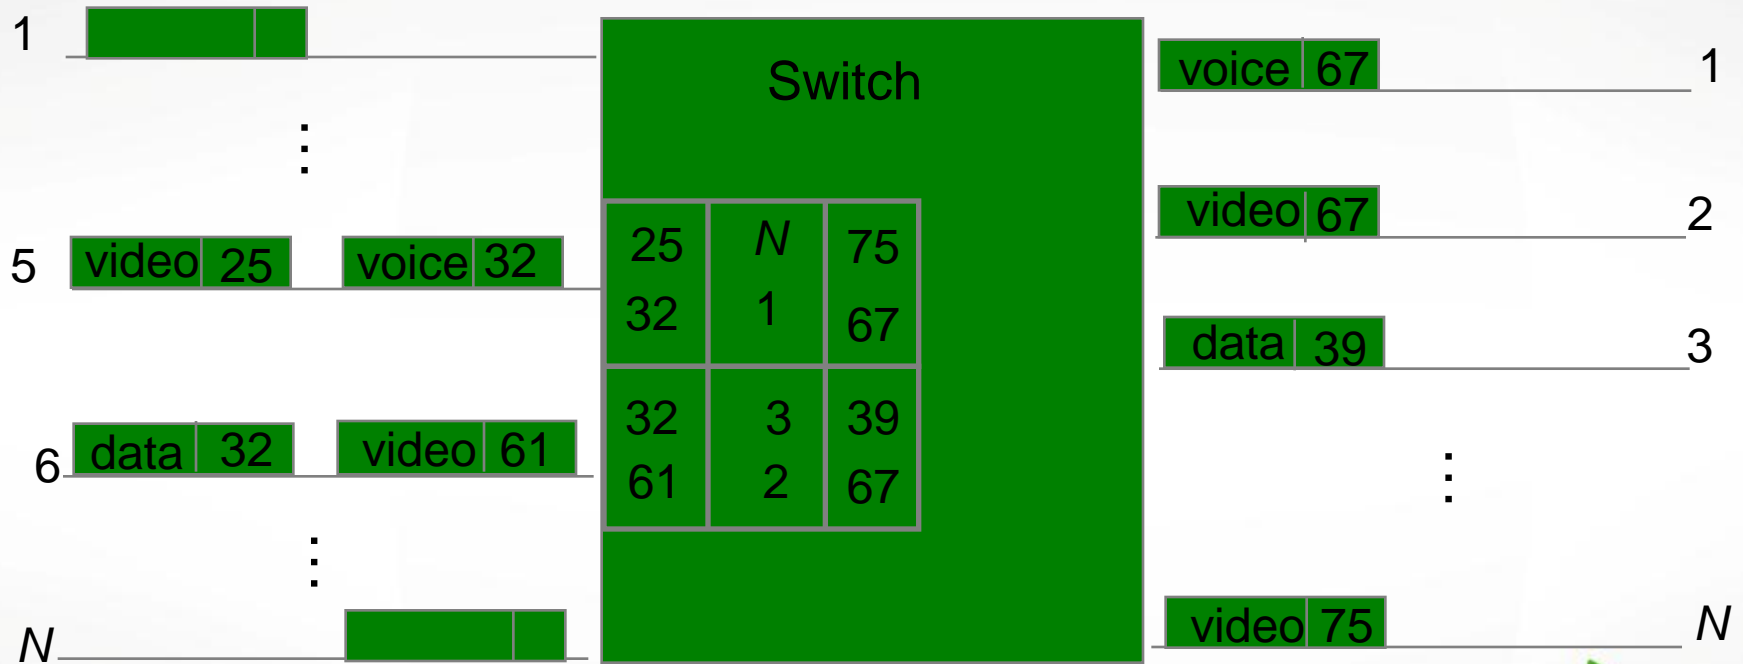 1
Switch
voice 67
1
⋮
video 67
2
5
video 25
voice 32
25 N 75
32 1 67
data 39
3
6
data 32
video 61
32 3 39
61 2 67
⋮
⋮
N
video 75
N